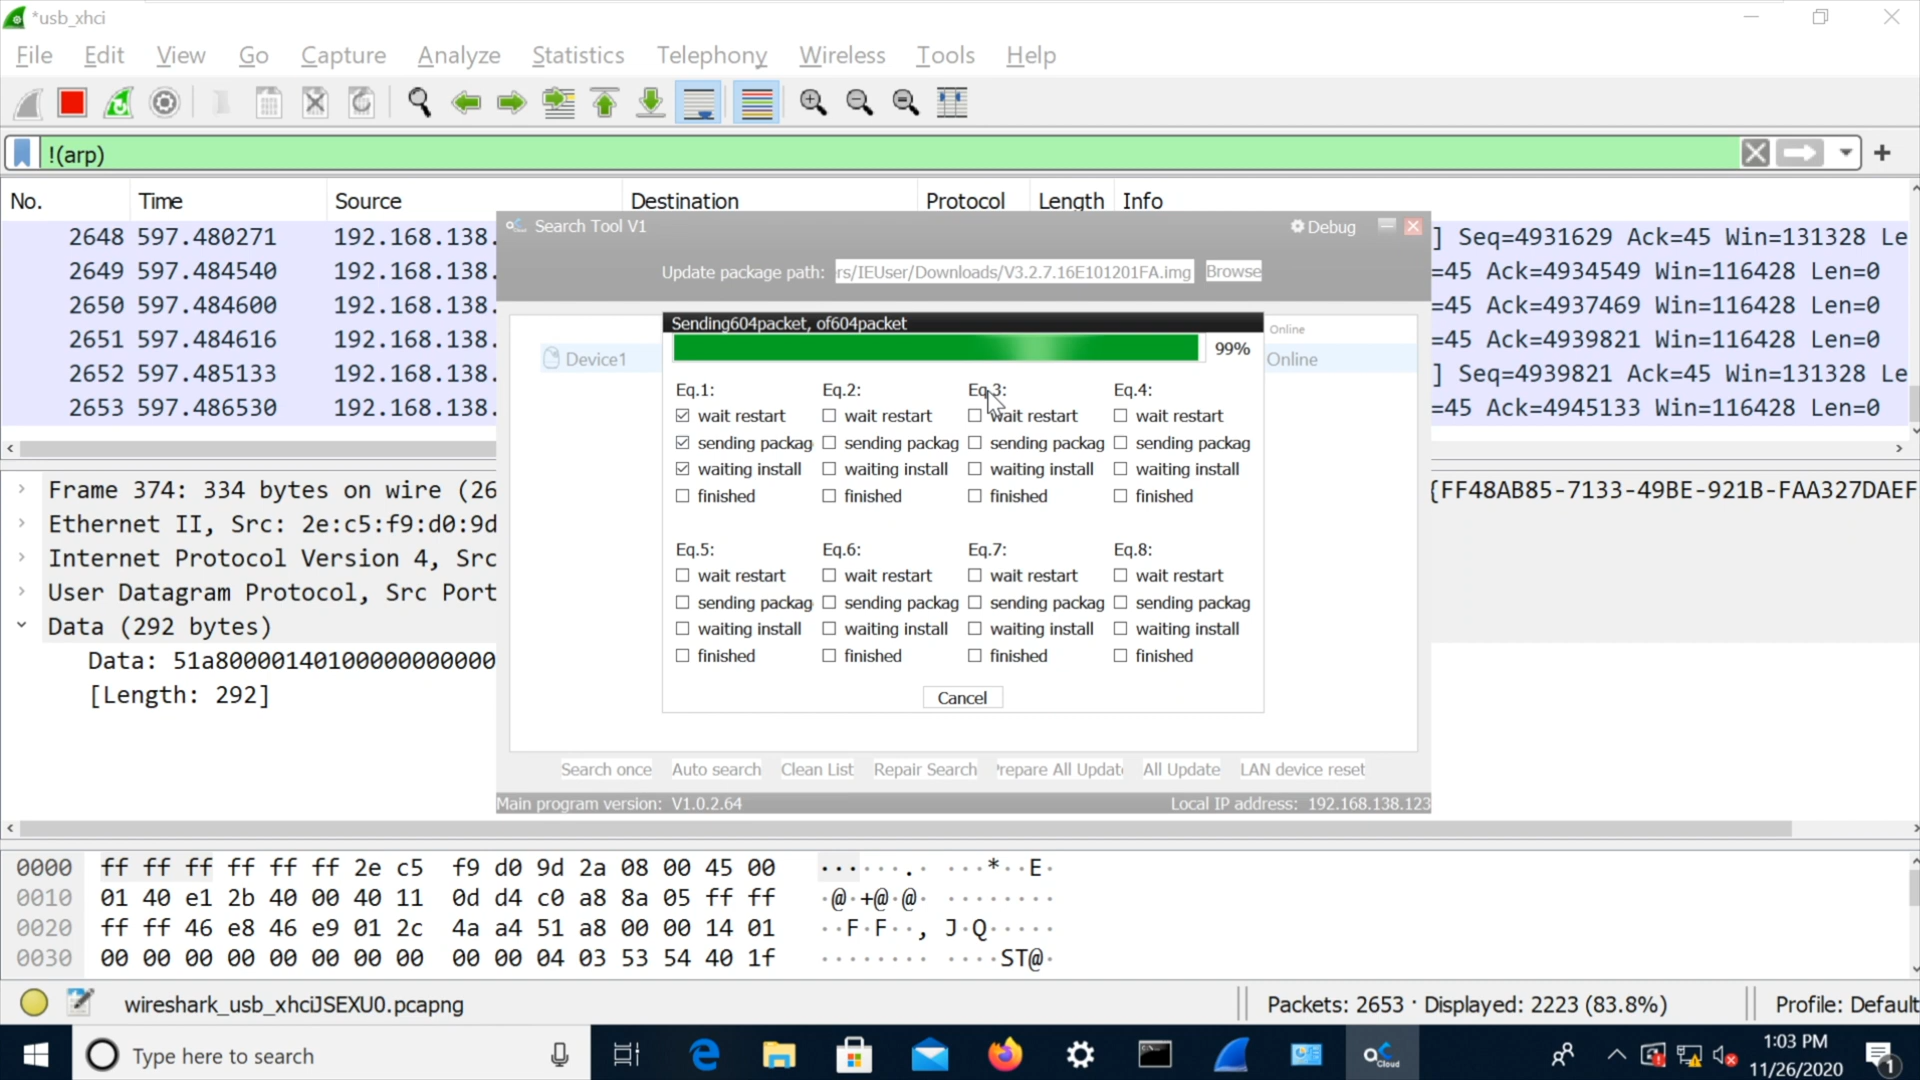 *usb_xhci
File Edit View Go Capture Analyze Statistics Telephony Wireless Tools Help
!(arp)
No. Time Source Destination Protocol Length Info
2648 597.480271 192.168.138. ] Seq=4931629 Ack=45 Win=131328 Le
2649 597.484540 192.168.138. =45 Ack=4934549 Win=116428 Len=0
2650 597.484600 192.168.138. =45 Ack=4937469 Win=116428 Len=0
2651 597.484616 192.168.138. =45 Ack=4939821 Win=116428 Len=0
2652 597.485133 192.168.138. ] Seq=4939821 Ack=45 Win=131328 Le
2653 597.486530 192.168.138. =45 Ack=4945133 Win=116428 Len=0
Search Tool V1 Debug
Update package path: rs/IEUser/Downloads/V3.2.7.16E101201FA.img Browse
Online
Device1 Online
Sending604packet, of604packet
99%
Eq.1: Eq.2: Eq.3: Eq.4:
wait restart wait restart wait restart wait restart
sending packag sending packag sending packag sending packag
waiting install waiting install waiting install waiting install
finished finished finished finished
Eq.5: Eq.6: Eq.7: Eq.8:
wait restart wait restart wait restart wait restart
sending packag sending packag sending packag sending packag
waiting install waiting install waiting install waiting install
finished finished finished finished
Cancel
Search once Auto search Clean List Repair Search repare All Updat All Update LAN device reset
Main program version: V1.0.2.64 Local IP address: 192.168.138.123
Frame 374: 334 bytes on wire (26 {FF48AB85-7133-49BE-921B-FAA327DAEF
Ethernet II, Src: 2e:c5:f9:d0:9d
Internet Protocol Version 4, Src
User Datagram Protocol, Src Port
Data (292 bytes)
Data: 51a80000140100000000000
[Length: 292]
0000 ff ff ff ff ff ff 2e c5 f9 d0 9d 2a 08 00 45 00 ······.· ···*··E·
0010 01 40 e1 2b 40 00 40 11 0d d4 c0 a8 8a 05 ff ff ·@·+@·@· ········
0020 ff ff 46 e8 46 e9 01 2c 4a a4 51 a8 00 00 14 01 ··F·F··, J·Q·····
0030 00 00 00 00 00 00 00 00 00 00 04 03 53 54 40 1f ········ ····ST@·
wireshark_usb_xhciJSEXU0.pcapng Packets: 2653 · Displayed: 2223 (83.8%) Profile: Default
Type here to search
Cloud
1:03 PM
11/26/2020
1